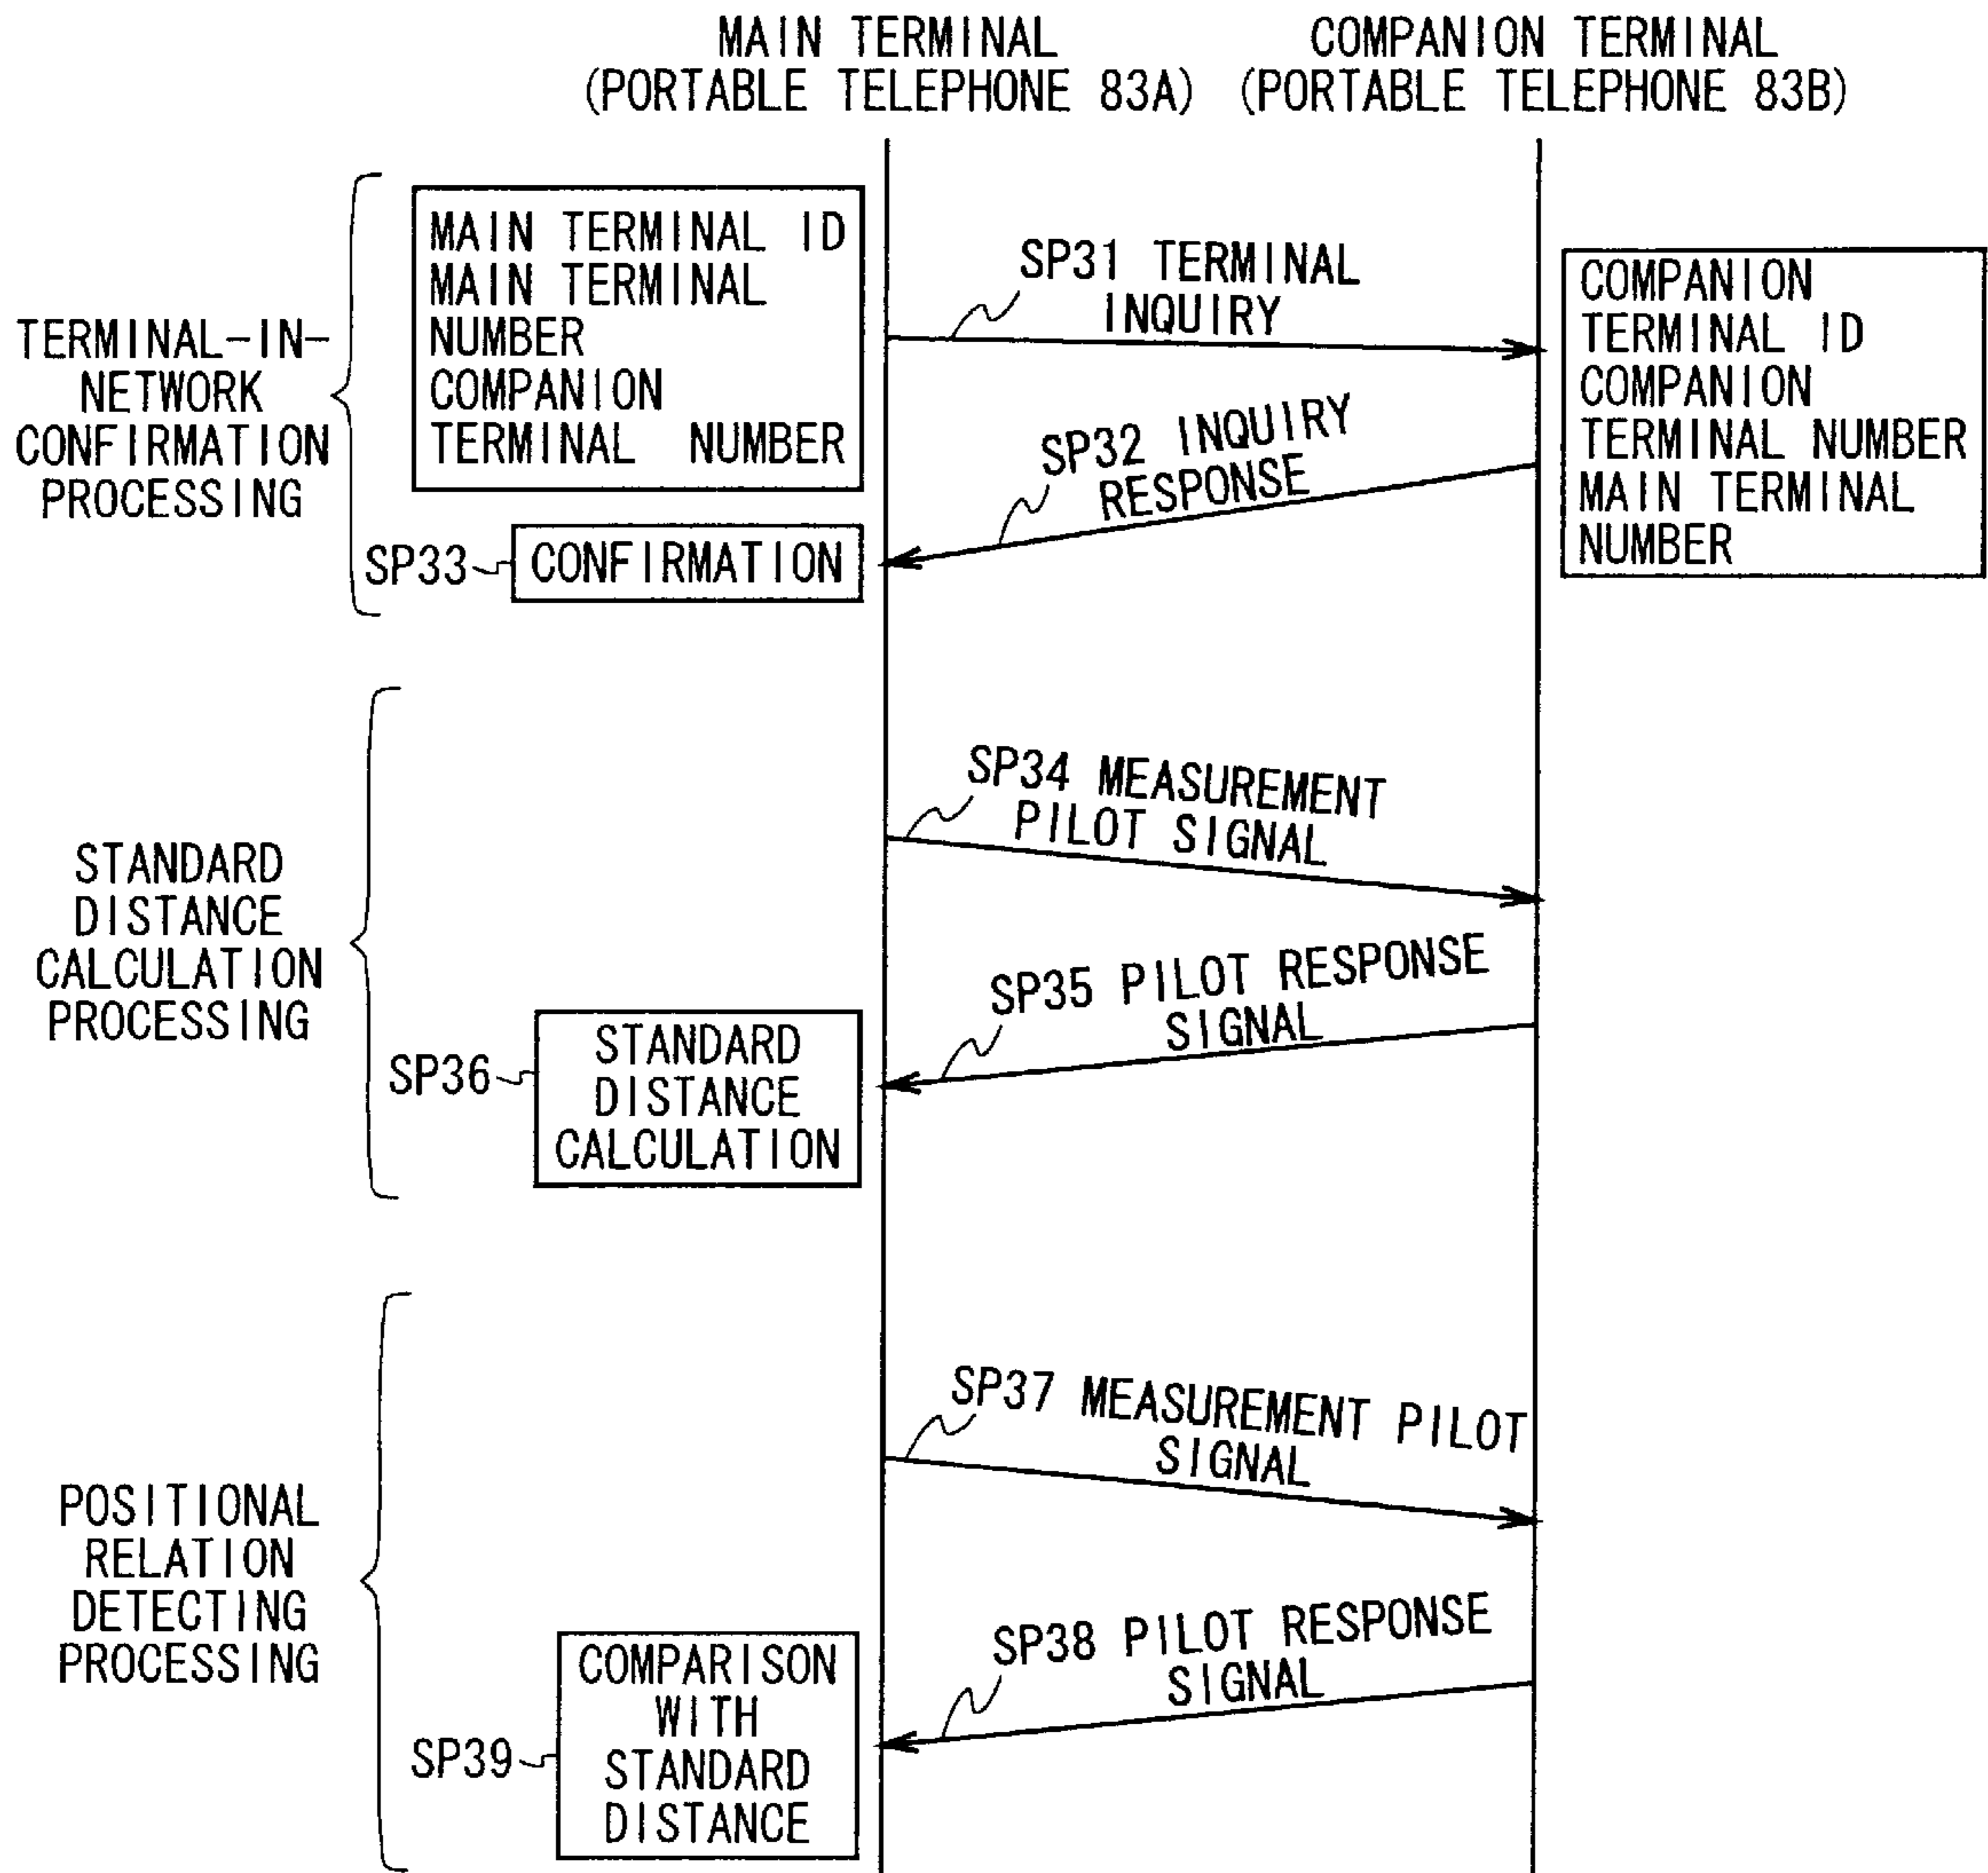 MAIN TERMINAL
(PORTABLE TELEPHONE 83A)
COMPANION TERMINAL
(PORTABLE TELEPHONE 83B)
TERMINAL-IN-
NETWORK
CONFIRMATION
PROCESSING
MAIN TERMINAL ID
MAIN TERMINAL
NUMBER
COMPANION
TERMINAL NUMBER
SP31 TERMINAL
INQUIRY
COMPANION
TERMINAL ID
COMPANION
TERMINAL NUMBER
MAIN TERMINAL
NUMBER
SP32 INQUIRY
RESPONSE
SP33
CONFIRMATION
STANDARD
DISTANCE
CALCULATION
PROCESSING
SP34 MEASUREMENT
PILOT SIGNAL
SP35 PILOT RESPONSE
SIGNAL
SP36
STANDARD
DISTANCE
CALCULATION
POSITIONAL
RELATION
DETECTING
PROCESSING
SP37 MEASUREMENT PILOT
SIGNAL
SP38 PILOT RESPONSE
SIGNAL
SP39
COMPARISON
WITH
STANDARD
DISTANCE